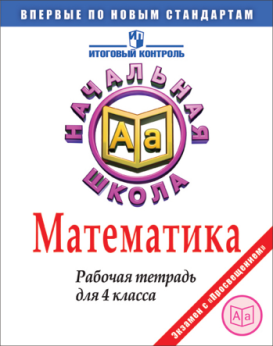 ВПЕРВЫЕ ПО НОВЫМ СТАНДАРТАМ
ИТОГОВЫЙ КОНТРОЛЬ
НАЧАЛЬНАЯ
Аа
ШКОЛА
Математика
Рабочая тетрадь
для 4 класса
Экзамен с «Просвещением»
Аа